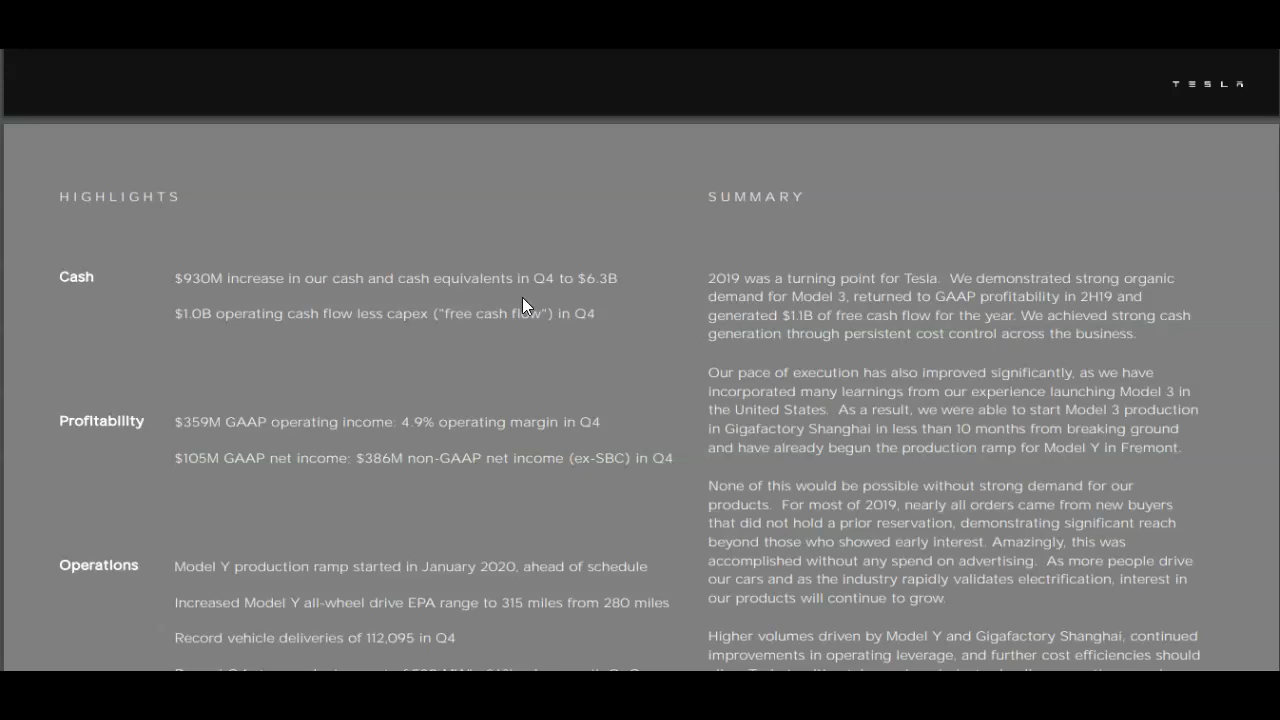 TESLA
HIGHLIGHTS
Cash
$930M increase in our cash and cash equivalents in Q4 to $6.3B
$1.0B operating cash flow less capex ("free cash flow") in Q4
Profitability
$359M GAAP operating income: 4.9% operating margin in Q4
$105M GAAP net income: $386M non-GAAP net income (ex-SBC) in Q4
Operations
Model Y production ramp started in January 2020, ahead of schedule
Increased Model Y all-wheel drive EPA range to 315 miles from 280 miles
Record vehicle deliveries of 112,095 in Q4
SUMMARY
2019 was a turning point for Tesla. We demonstrated strong organic
demand for Model 3, returned to GAAP profitability in 2H19 and
generated $1.1B of free cash flow for the year. We achieved strong cash
generation through persistent cost control across the business.
Our pace of execution has also improved significantly, as we have
incorporated many learnings from our experience launching Model 3 in
the United States. As a result, we were able to start Model 3 production
in Gigafactory Shanghai in less than 10 months from breaking ground
and have already begun the production ramp for Model Y in Fremont.
None of this would be possible without strong demand for our
products. For most of 2019, nearly all orders came from new buyers
that did not hold a prior reservation, demonstrating significant reach
beyond those who showed early interest. Amazingly, this was
accomplished without any spend on advertising. As more people drive
our cars and as the industry rapidly validates electrification, interest in
our products will continue to grow.
Higher volumes driven by Model Y and Gigafactory Shanghai, continued
improvements in operating leverage, and further cost efficiencies should